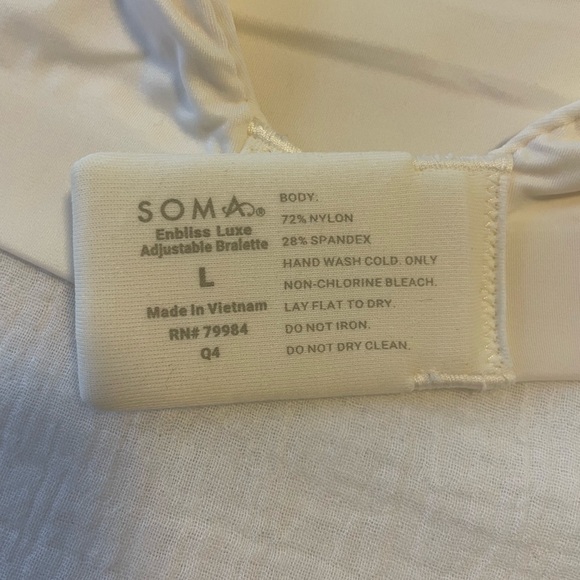 SOMA®
Enbliss Luxe
Adjustable Bralette
L
Made In Vietnam
RN# 79984
Q4
BODY:
72% NYLON
28% SPANDEX
HAND WASH COLD. ONLY
NON-CHLORINE BLEACH.
LAY FLAT TO DRY.
DO NOT IRON.
DO NOT DRY CLEAN.